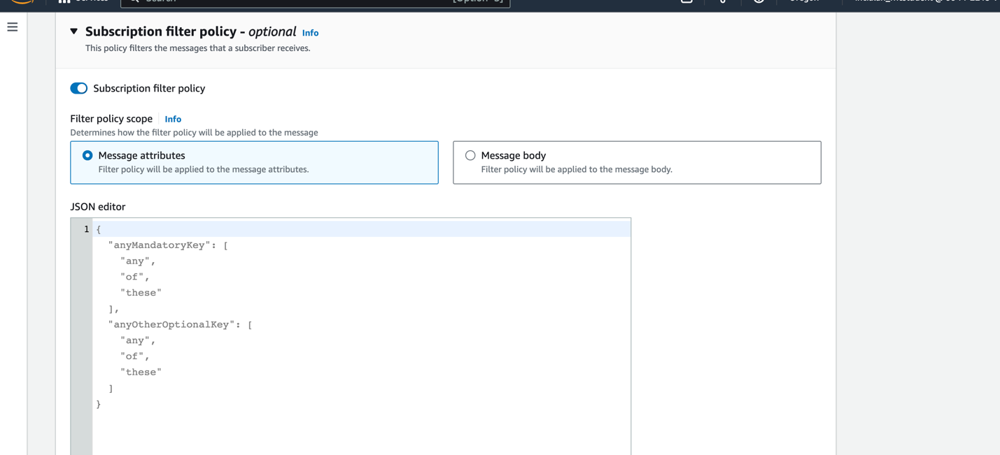 Subscription filter policy - optional Info
This policy filters the messages that a subscriber receives.
Subscription filter policy
Filter policy scope Info
Determines how the filter policy will be applied to the message
Message attributes
Filter policy will be applied to the message attributes.
Message body
Filter policy will be applied to the message body.
JSON editor
1 {
"anyMandatoryKey": [
"any",
"of",
"these"
],
"anyOtherOptionalKey": [
"any",
"of",
"these"
]
}